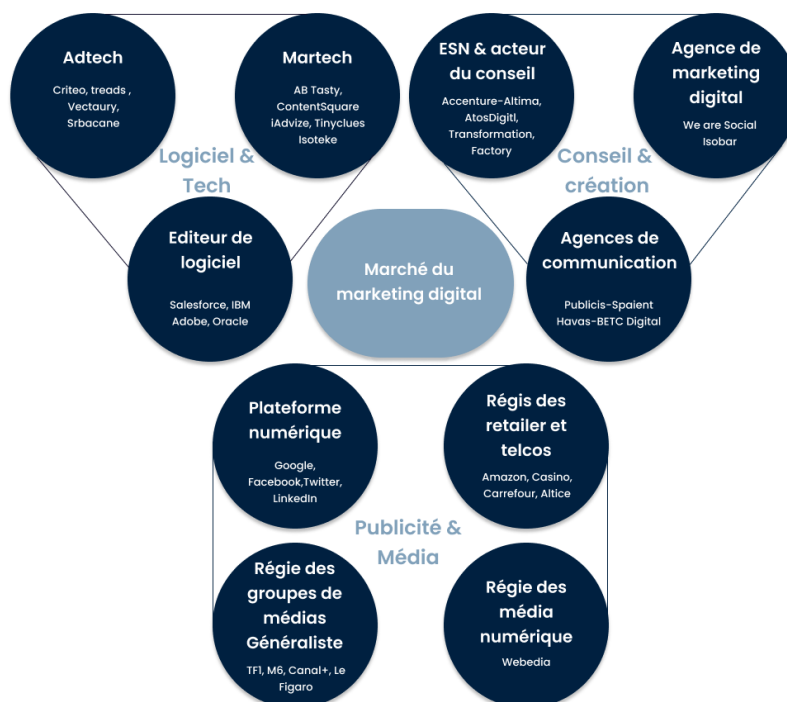 Adtech
Criteo, treads ,
Vectaury,
Srbacane
Martech
AB Tasty,
ContentSquare
iAdvize, Tinyclues
Isoteke
Logiciel &
Tech
Editeur de
logiciel
Salesforce, IBM
Adobe, Oracle
ESN & acteur
du conseil
Accenture-Altima,
AtosDigitl,
Transformation,
Factory
Agence de
marketing
digital
We are Social
Isobar
Conseil &
création
Agences de
communication
Publicis-Spaient
Havas-BETC Digital
Marché du
marketing digital
Plateforme
numérique
Google,
Facebook,Twitter,
LinkedIn
Régis des
retailer et
telcos
Amazon, Casino,
Carrefour, Altice
Publicité &
Média
Régie des
groupes de
médias
Généraliste
TF1, M6, Canal+, Le
Figaro
Régie des
média
numérique
Webedia